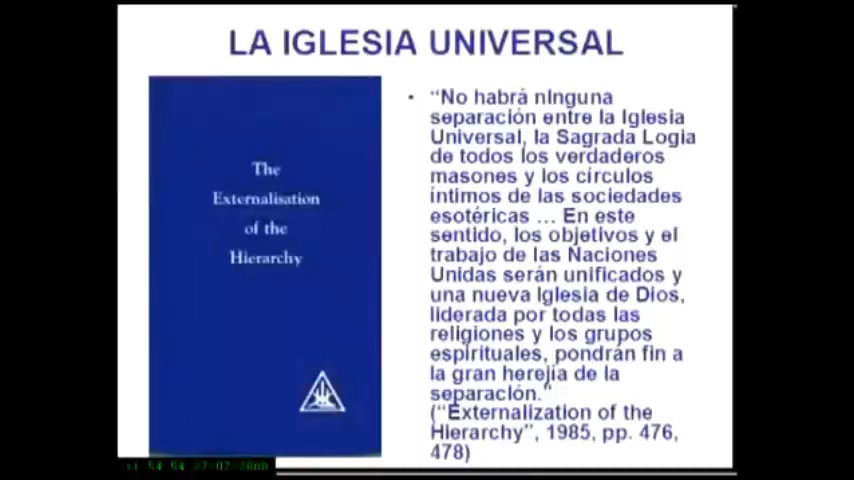 LA IGLESIA UNIVERSAL
The
Externalisation
of the
Hierarchy
• “No habrá ninguna
separación entre la Iglesia
Universal, la Sagrada Logia
de todos los verdaderos
masones y los círculos
íntimos de las sociedades
esotéricas ... En este
sentido, los objetivos y el
trabajo de las Naciones
Unidas serán unificados y
una nueva Iglesia de Dios,
liderada por todas las
religiones y los grupos
espirituales, pondrán fin a
la gran herejía de la
separación.”
(“Externalization of the
Hierarchy”, 1985, pp. 476,
478)